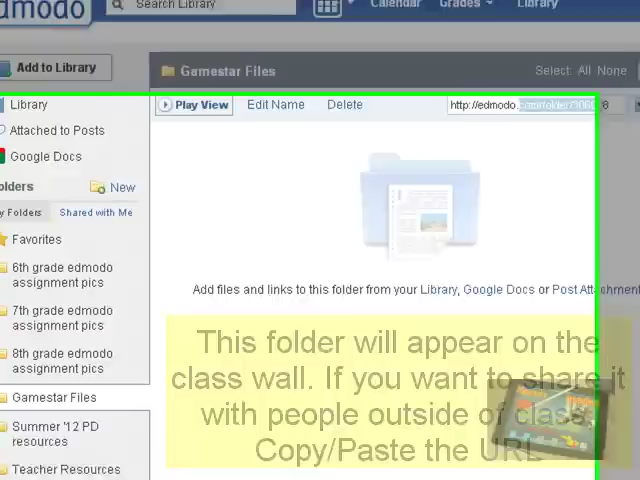 dmodo
Search Library
Calendar
Grades
Library
Add to Library
Gamestar Files
Select: All None
Library
Play View
Edit Name
Delete
http://edmodo.
Attached to Posts
Google Docs
olders
New
y Folders
Shared with Me
Favorites
6th grade edmodo
assignment pics
Add files and links to this folder from your Library, Google Docs or Post Attachment
7th grade edmodo
assignment pics
8th grade edmodo
assignment pics
This folder will appear on the
class wall. If you want to share it
with people outside of class,
Copy/Paste the URL
Gamestar Files
Summer '12 PD
resources
Teacher Resources